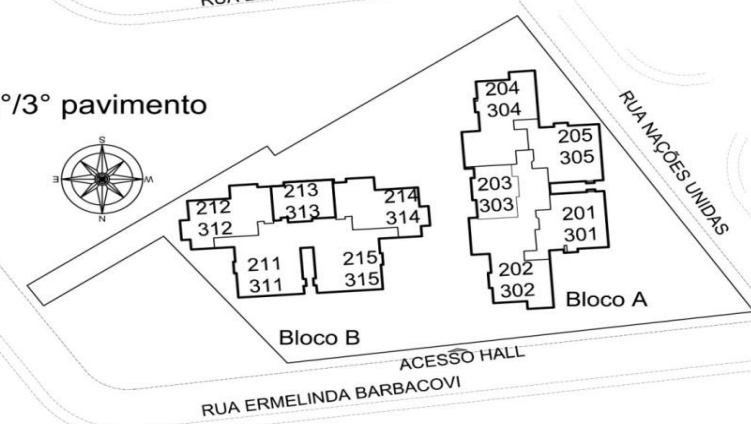 °/3° pavimento
S
E
W
N
204
304
205
305
203
303
201
301
202
302
Bloco A
212
312
213
313
214
314
211
311
215
315
Bloco B
RUA NAÇÕES UNIDAS
ACESSO HALL
RUA ERMELINDA BARBACOVI